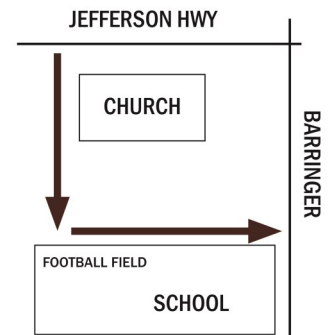 JEFFERSON HWY
CHURCH
BARRINGER
FOOTBALL FIELD
SCHOOL